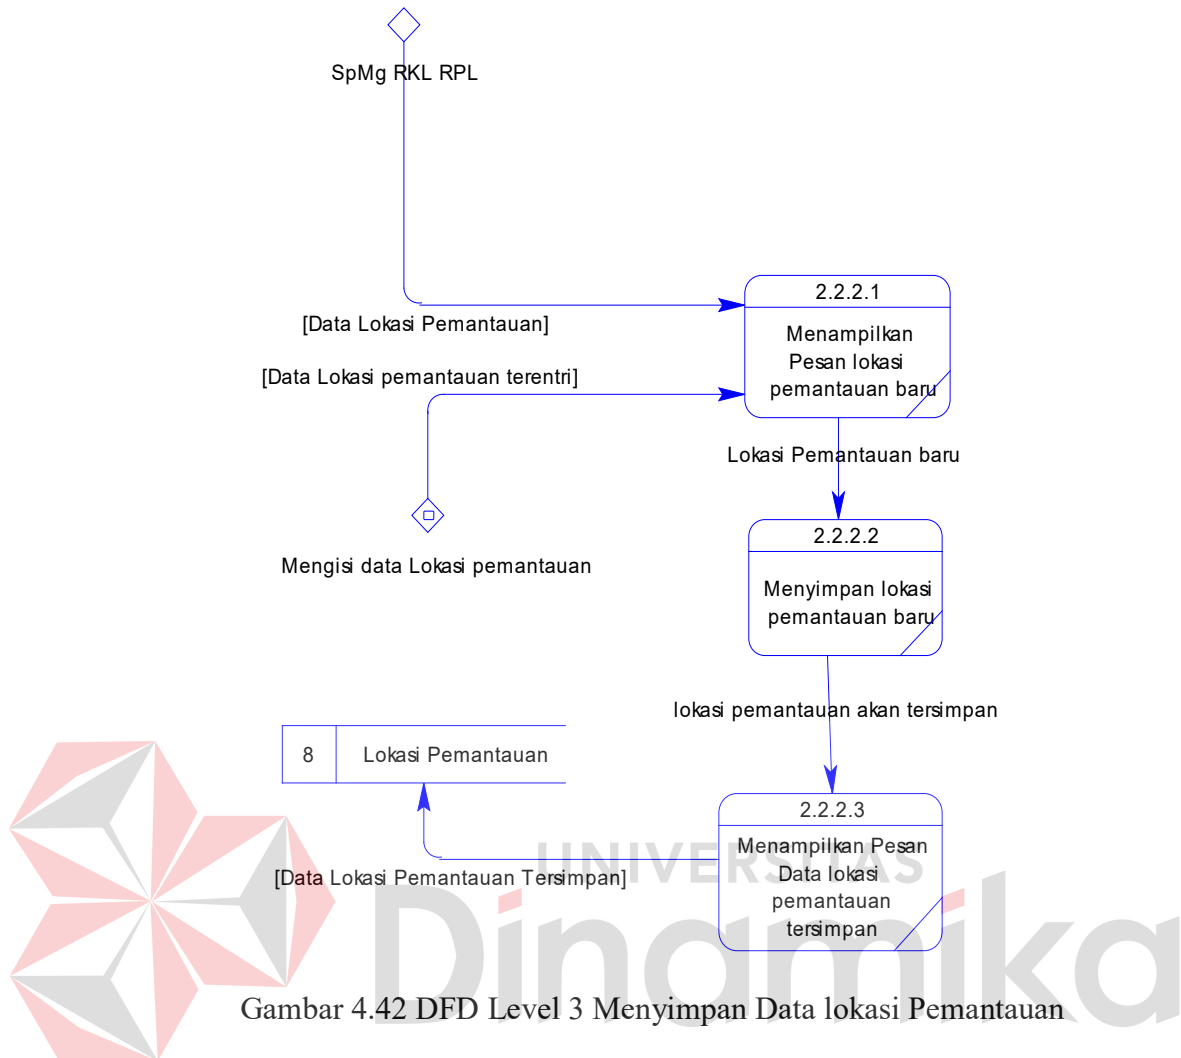 SpMg RKL RPL
2.2.2.1
Menampilkan
Pesan lokasi
pemantauan baru
[Data Lokasi Pemantauan]
[Data Lokasi pemantauan terentri]
Lokasi Pemantauan baru
Mengisi data Lokasi pemantauan
2.2.2.2
Menyimpan lokasi
pemantauan baru
lokasi pemantauan akan tersimpan
8
Lokasi Pemantauan
2.2.2.3
Menampilkan Pesan
Data lokasi
pemantauan
tersimpan
[Data Lokasi Pemantauan Tersimpan]
UNIVERSITAS
Dinamika
Gambar 4.42 DFD Level 3 Menyimpan Data lokasi Pemantauan